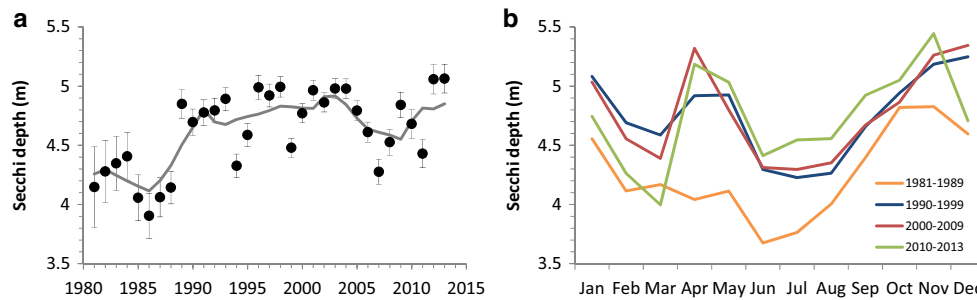 a
Secchi depth (m)
5.5
5
4.5
4
3.5
1980 1985 1990 1995 2000 2005 2010 2015
b
Secchi depth (m)
5.5
5
4.5
4
3.5
1981-1989
1990-1999
2000-2009
2010-2013
Jan Feb Mar Apr May Jun Jul Aug Sep Oct Nov Dec